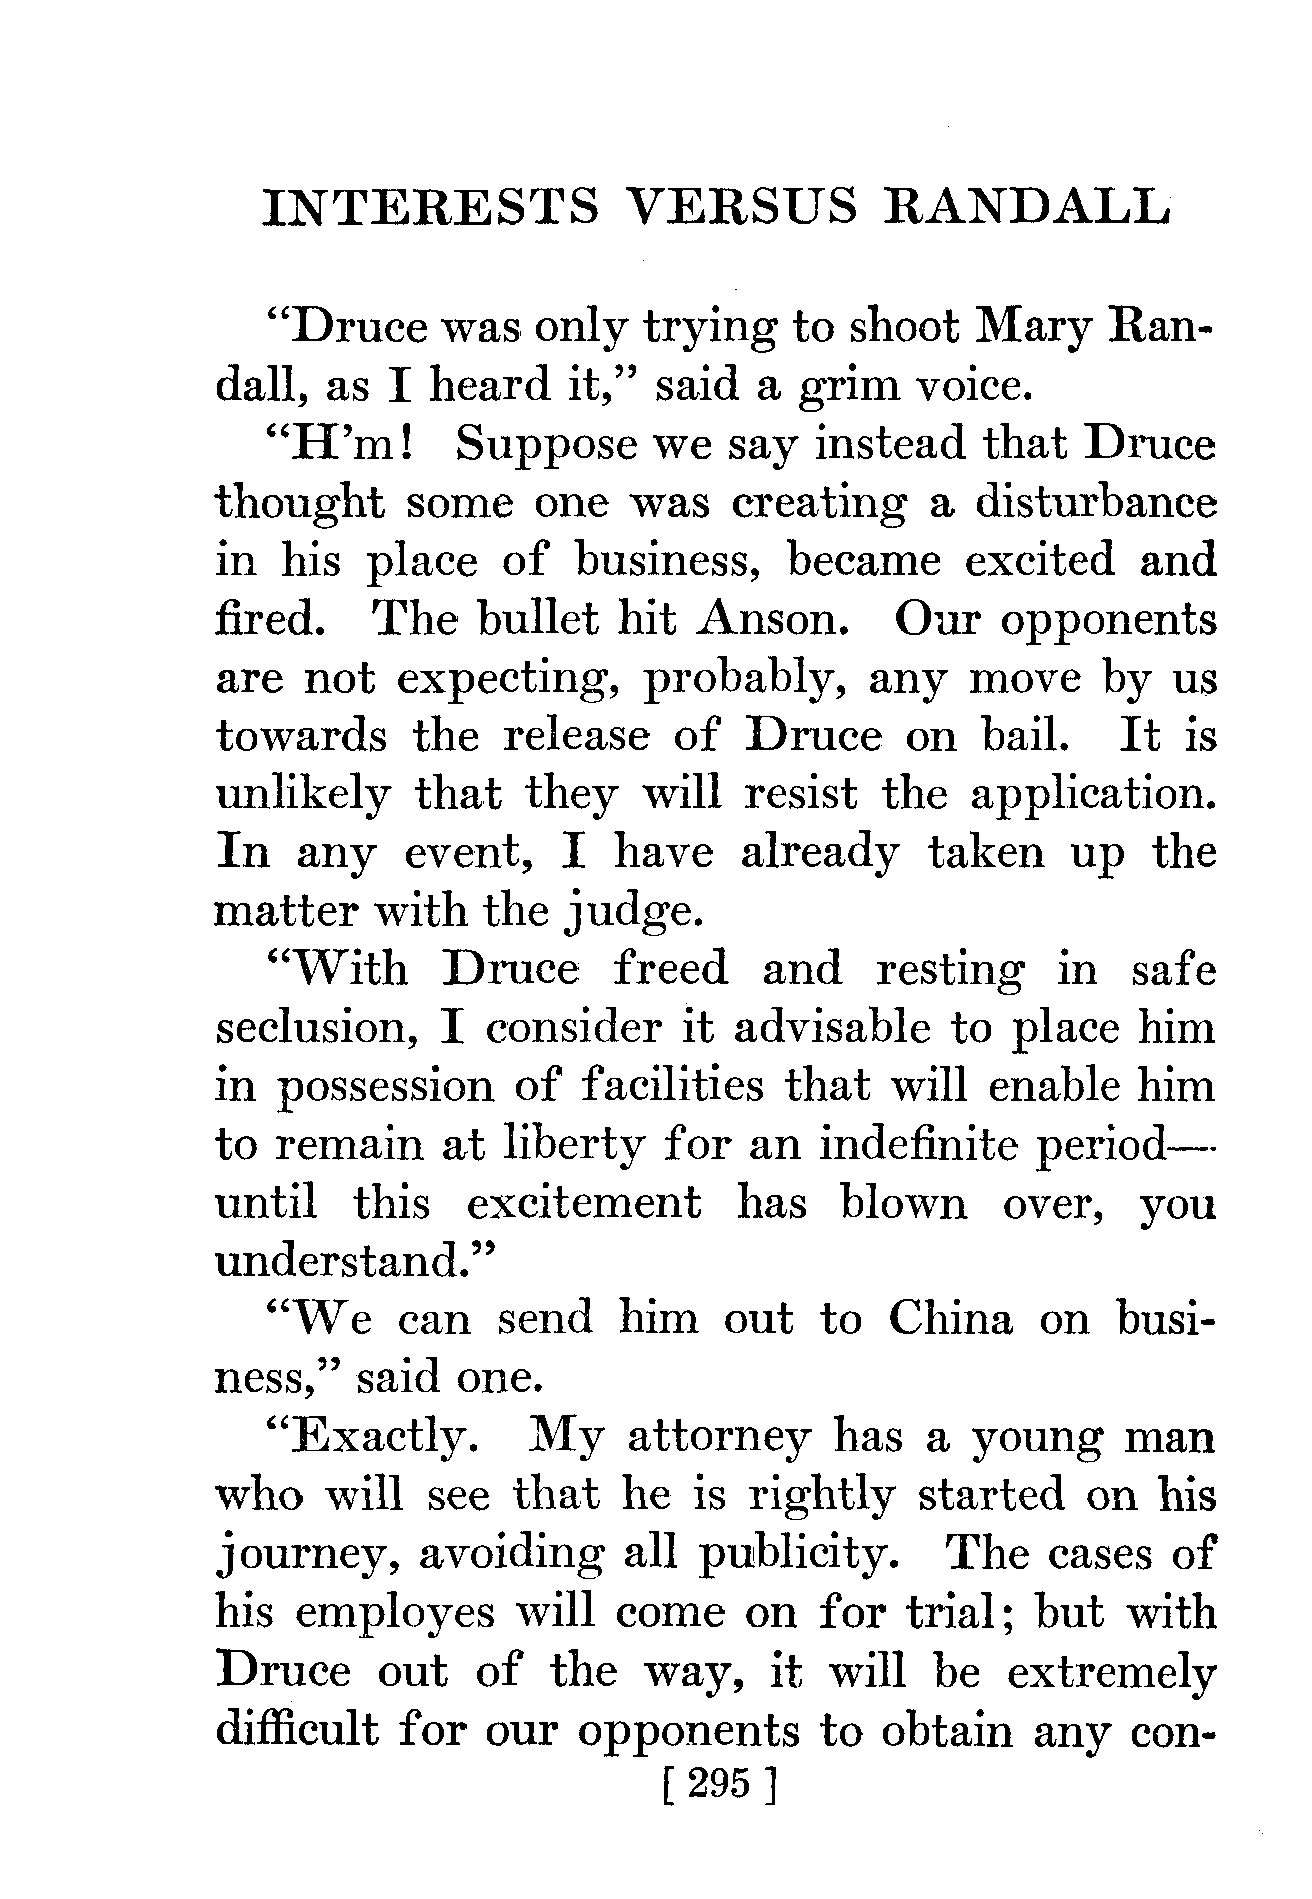 INTERESTS VERSUS RANDALL
“Druce was only trying to shoot Mary Ran-
dall, as I heard it,” said a grim voice.
“H’m! Suppose we say instead that Druce
thought some one was creating a disturbance
in his place of business, became excited and
fired. The bullet hit Anson. Our opponents
are not expecting, probably, any move by us
towards the release of Druce on bail. It is
unlikely that they will resist the application.
In any event, I have already taken up the
matter with the judge.
“With Druce freed and resting in safe
seclusion, I consider it advisable to place him
in possession of facilities that will enable him
to remain at liberty for an indefinite period—
until this excitement has blown over, you
understand.”
“We can send him out to China on busi-
ness,” said one.
“Exactly. My attorney has a young man
who will see that he is rightly started on his
journey, avoiding all publicity. The cases of
his employes will come on for trial; but with
Druce out of the way, it will be extremely
difficult for our opponents to obtain any con-
[ 295 ]